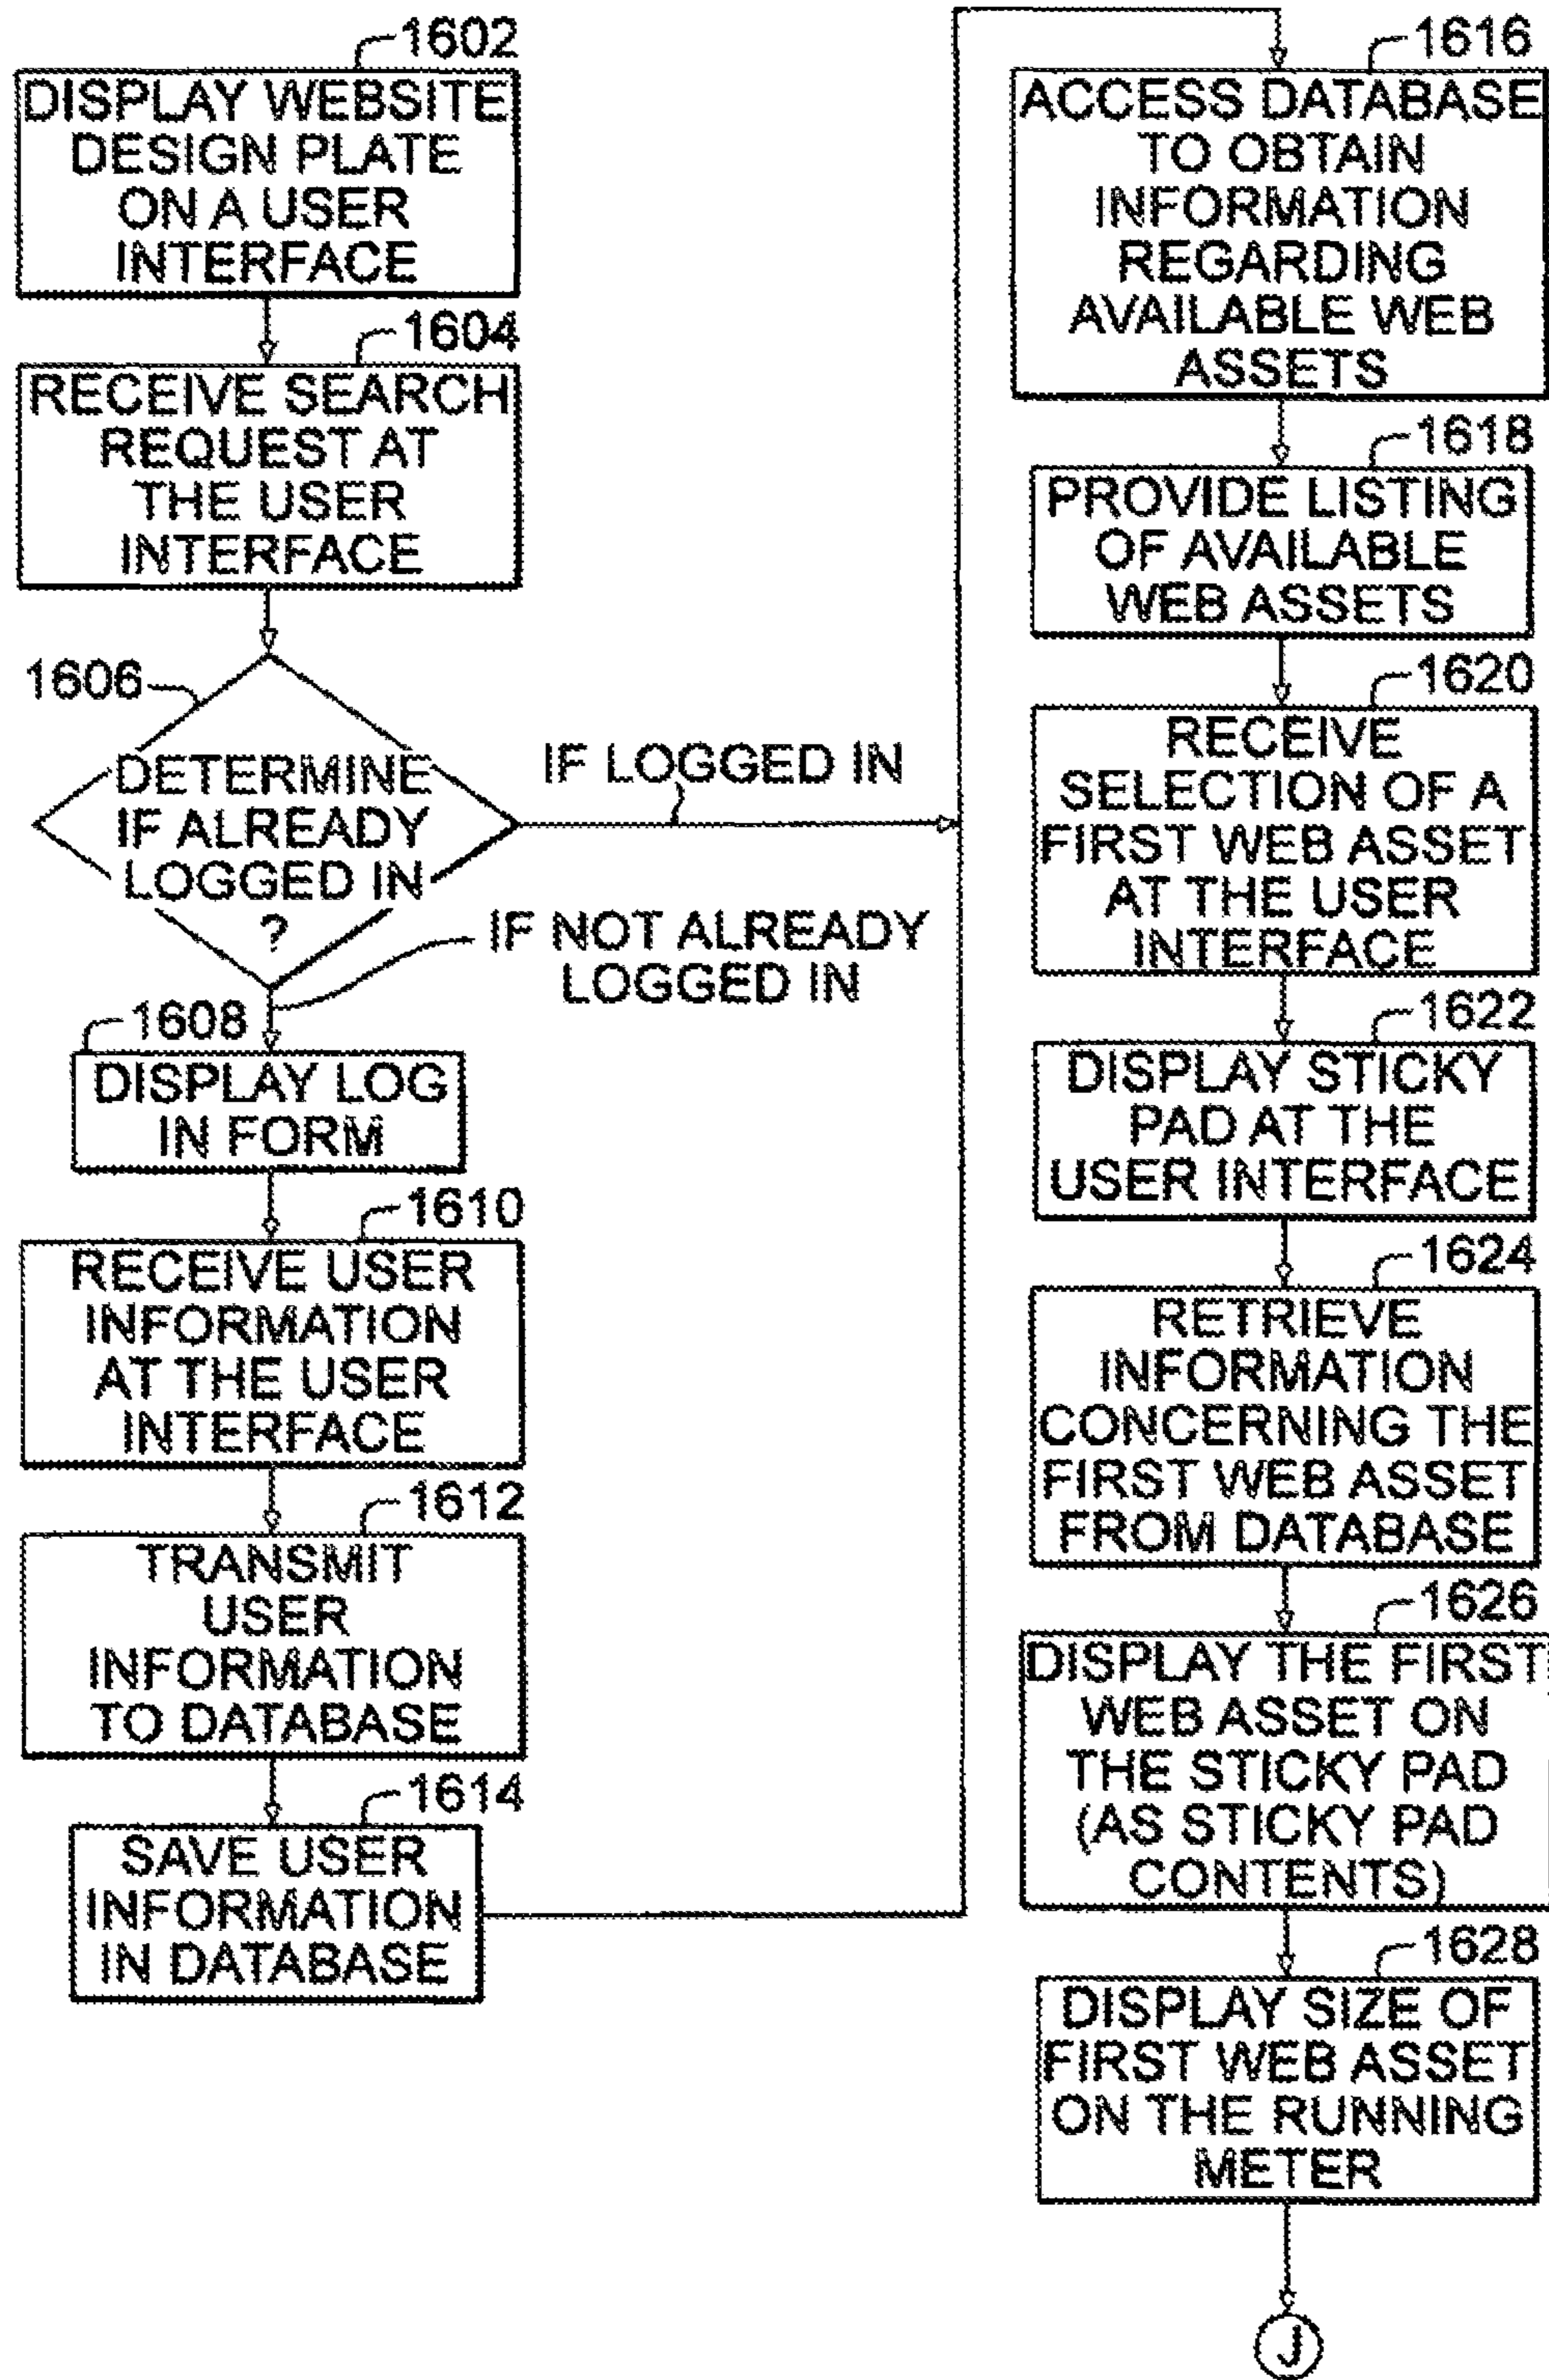 1602
DISPLAY WEBSITE
DESIGN PLATE
ON A USER
INTERFACE
1604
RECEIVE SEARCH
REQUEST AT
THE USER
INTERFACE
1606
DETERMINE
IF ALREADY
LOGGED IN
?
IF LOGGED IN
IF NOT ALREADY
LOGGED IN
1608
DISPLAY LOG
IN FORM
1610
RECEIVE USER
INFORMATION
AT THE USER
INTERFACE
1612
TRANSMIT
USER
INFORMATION
TO DATABASE
1614
SAVE USER
INFORMATION
IN DATABASE
1616
ACCESS DATABASE
TO OBTAIN
INFORMATION
REGARDING
AVAILABLE WEB
ASSETS
1618
PROVIDE LISTING
OF AVAILABLE
WEB ASSETS
1620
RECEIVE
SELECTION OF A
FIRST WEB ASSET
AT THE USER
INTERFACE
1622
DISPLAY STICKY
PAD AT THE
USER INTERFACE
1624
RETRIEVE
INFORMATION
CONCERNING THE
FIRST WEB ASSET
FROM DATABASE
1626
DISPLAY THE FIRST
WEB ASSET ON
THE STICKY PAD
(AS STICKY PAD
CONTENTS)
1628
DISPLAY SIZE OF
FIRST WEB ASSET
ON THE RUNNING
METER
J